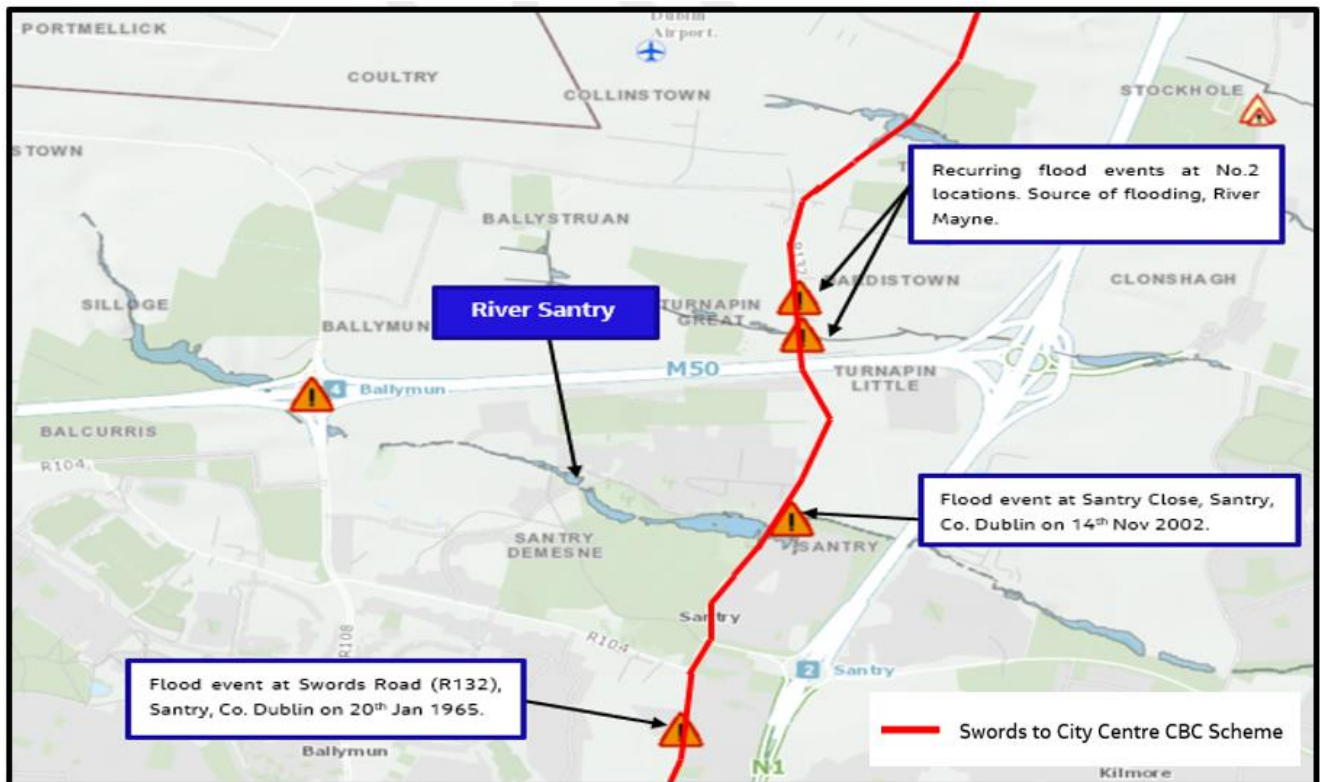 Dublin
Airport.
PORTMELLICK
COULTRY
COLLINSTOWN
STOCKHOLE
STOWN
Recurring flood events at No.2
locations. Source of flooding, River
Mayne.
BALLYSTRUAN
R132
DARDISTOWN
CLONSHAGH
SILLOGE
River Santry
TURNAPIN
GREAT
BALLYMUN
M50
TURNAPIN
LITTLE
4 Ballymun
BALCURRIS
R104
Flood event at Santry Close, Santry,
Co. Dublin on 14th Nov 2002.
SANTRY
DEMESNE
SANTRY
Santry
R108
R104
2 Santry
Flood event at Swords Road (R132),
Santry, Co. Dublin on 20th Jan 1965.
Swords to City Centre CBC Scheme
Ballymun
N1
Kilmore